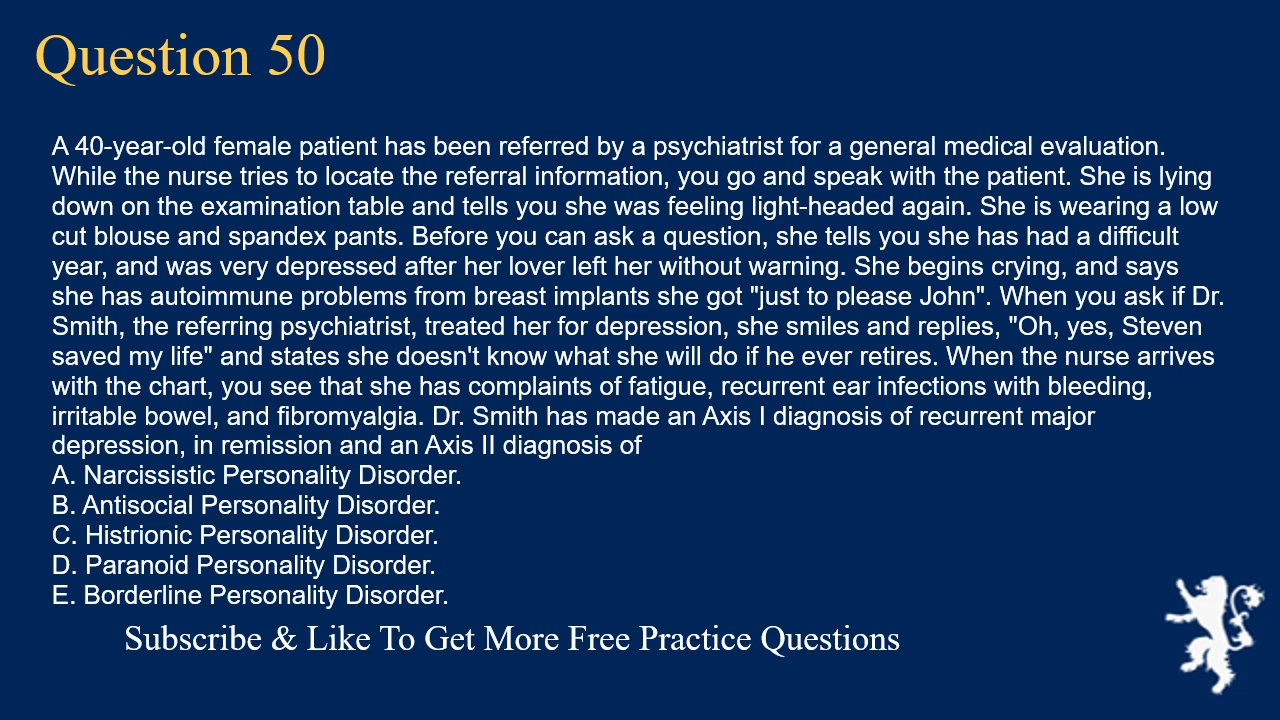 Question 50
A 40-year-old female patient has been referred by a psychiatrist for a general medical evaluation.
While the nurse tries to locate the referral information, you go and speak with the patient. She is lying
down on the examination table and tells you she was feeling light-headed again. She is wearing a low
cut blouse and spandex pants. Before you can ask a question, she tells you she has had a difficult
year, and was very depressed after her lover left her without warning. She begins crying, and says
she has autoimmune problems from breast implants she got "just to please John". When you ask if Dr.
Smith, the referring psychiatrist, treated her for depression, she smiles and replies, "Oh, yes, Steven
saved my life" and states she doesn't know what she will do if he ever retires. When the nurse arrives
with the chart, you see that she has complaints of fatigue, recurrent ear infections with bleeding,
irritable bowel, and fibromyalgia. Dr. Smith has made an Axis I diagnosis of recurrent major
depression, in remission and an Axis II diagnosis of
A. Narcissistic Personality Disorder.
B. Antisocial Personality Disorder.
C. Histrionic Personality Disorder.
D. Paranoid Personality Disorder.
E. Borderline Personality Disorder.
Subscribe & Like To Get More Free Practice Questions